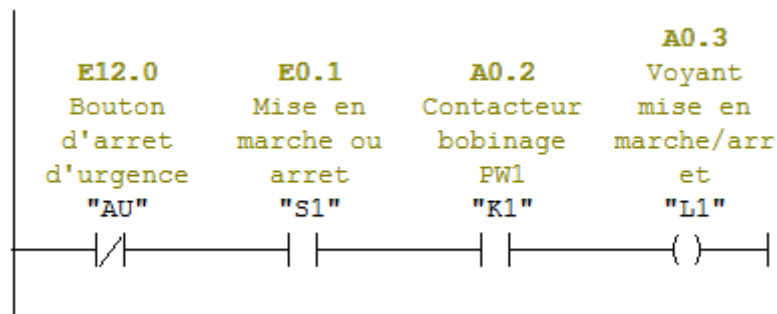 E12.0
Bouton
d'arret
d'urgence
"AU"
E0.1
Mise en
marche ou
arret
"S1"
A0.2
Contacteur
bobinage
PW1
"K1"
A0.3
Voyant
mise en
marche/arr
et
"L1"